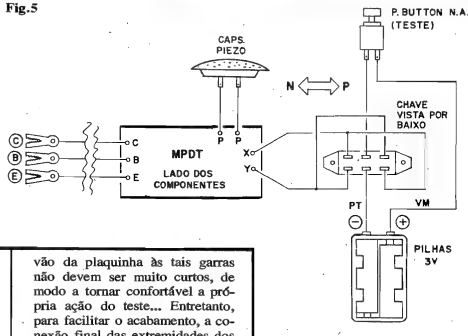 Fig.5
P. BUTTON N.A.
(TESTE)
CAPS.
PIEZO
N P
CHAVE
VISTA POR
BAIXO
P P
C C
B B
E E
MPDT
LADO DOS
COMPONENTES
X
Y
PT VM
⊖ ⊕
PILHAS
3V
vão da plaquinha às tais garras
não devem ser muito curtos, de
modo a tornar confortável a pró-
pria ação do teste... Entretanto,
para facilitar o acabamento, a co-
nexão final das extremidades dos